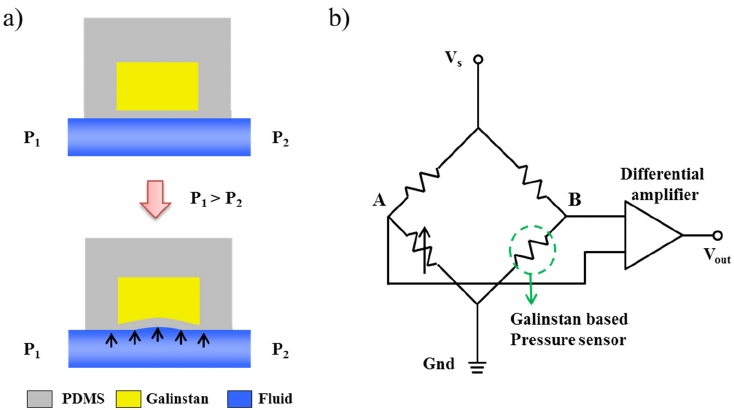 a)
P1
P2
P1 > P2
P1
P2
PDMS
Galinstan
Fluid
b)
Vs
A
B
Differential
amplifier
Vout
Galinstan based
Pressure sensor
Gnd